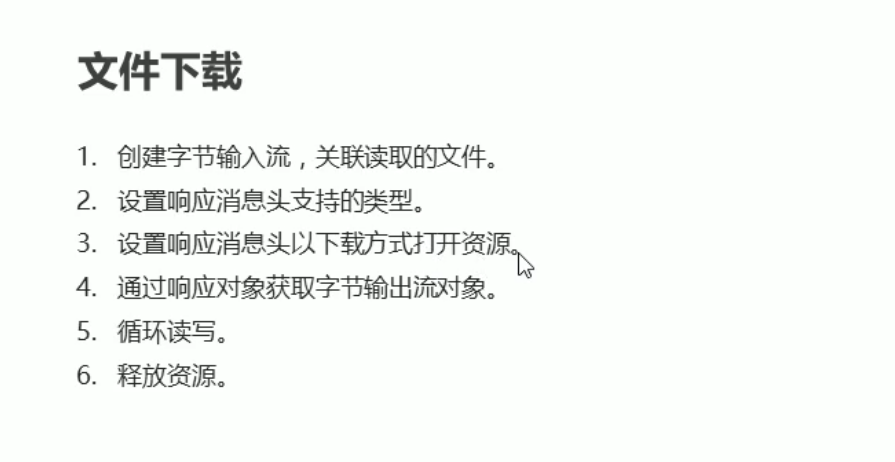 文件下载
1. 创建字节输入流，关联读取的文件。
2. 设置响应消息头支持的类型。
3. 设置响应消息头以下载方式打开资源。
4. 通过响应对象获取字节输出流对象。
5. 循环读写。
6. 释放资源。